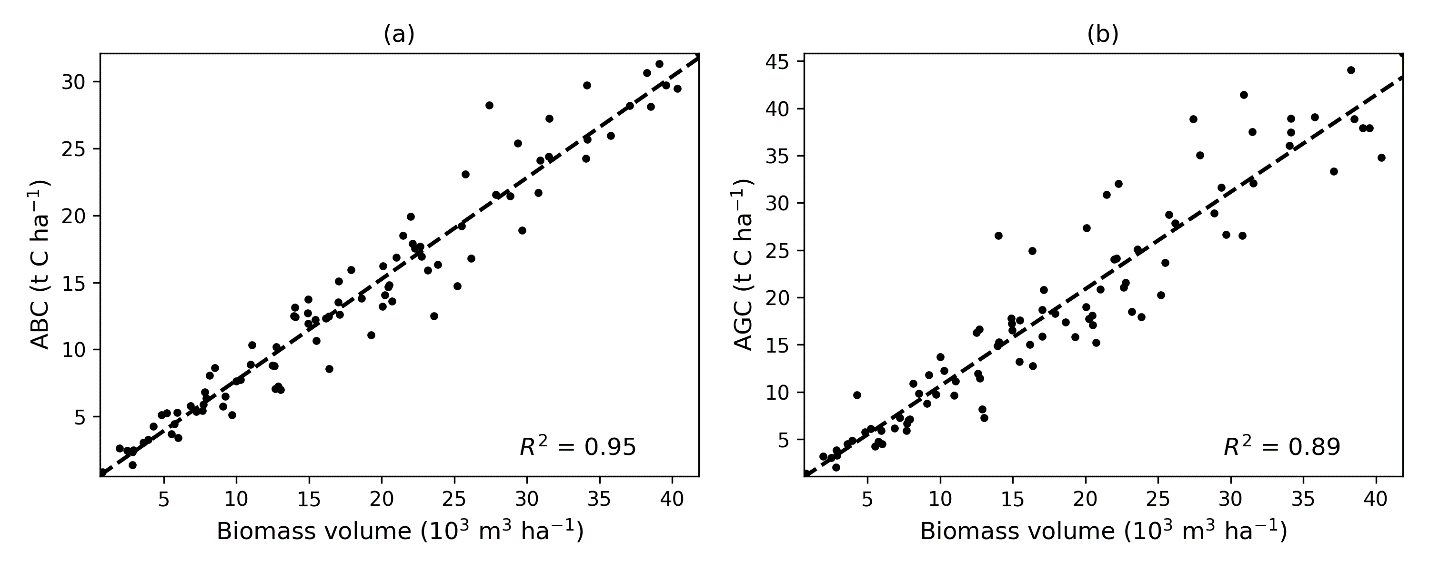 (a)
ABC (t C ha⁻¹)
30
25
20
15
10
5
R² = 0.95
5 10 15 20 25 30 35 40
Biomass volume (10³ m³ ha⁻¹)
(b)
AGC (t C ha⁻¹)
45
40
35
30
25
20
15
10
5
R² = 0.89
5 10 15 20 25 30 35 40
Biomass volume (10³ m³ ha⁻¹)